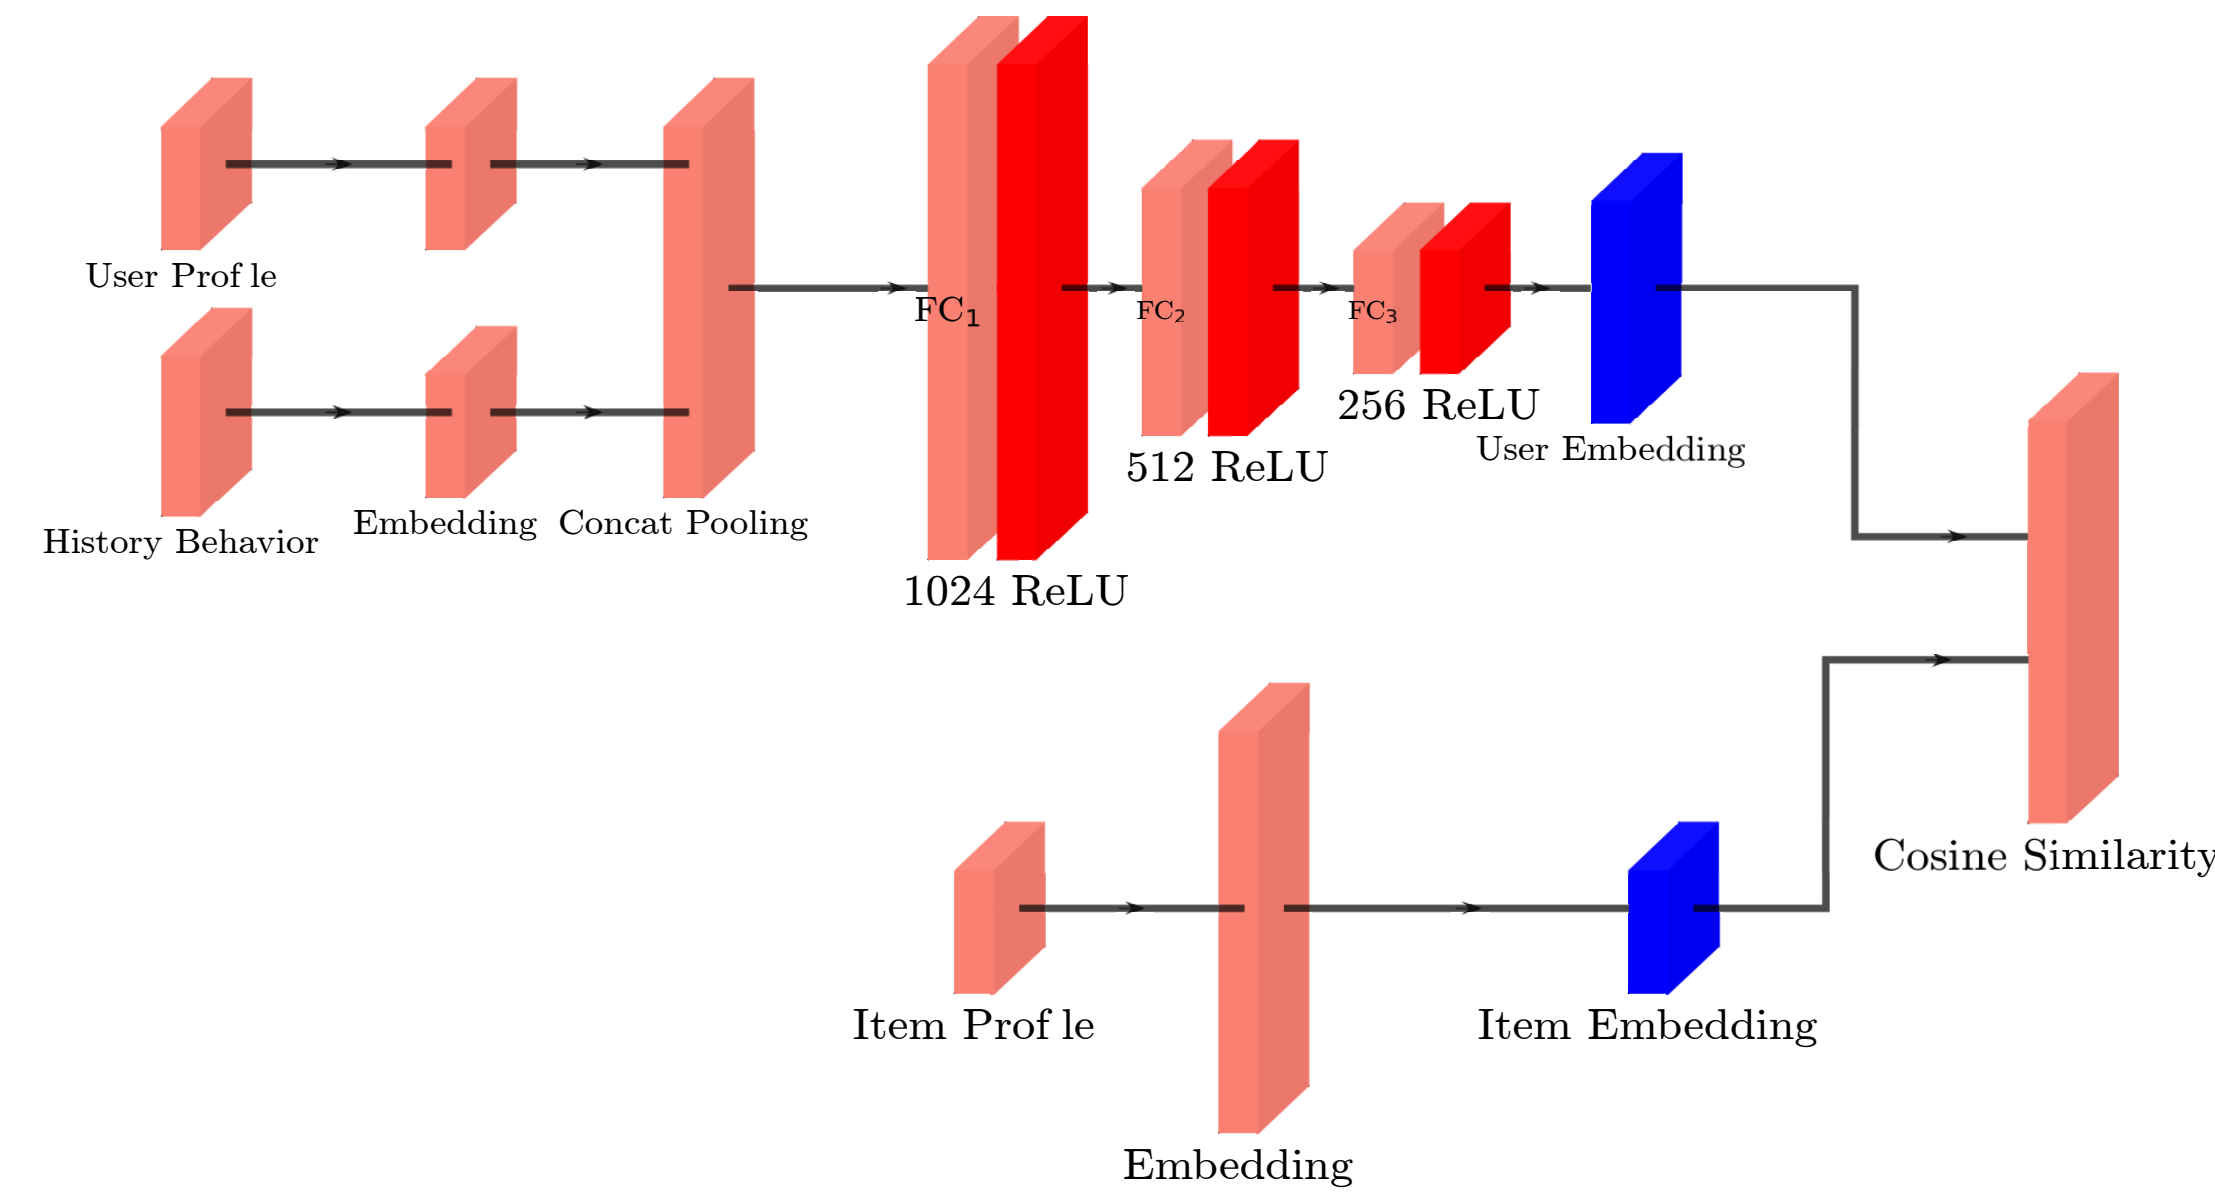 User Prof le
History Behavior
Embedding
Concat Pooling
FC₁
1024 ReLU
FC₂
512 ReLU
FC₃
256 ReLU
User Embedding
Cosine Similarity
Item Prof le
Embedding
Item Embedding